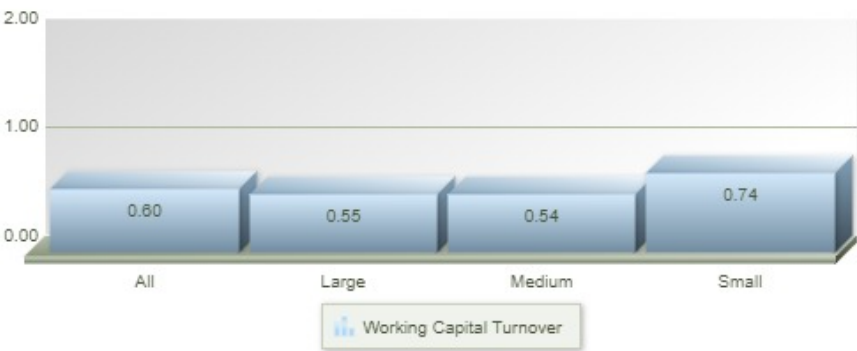 2.00
1.00
0.00
0.60
0.55
0.54
0.74
All
Large
Medium
Small
Working Capital Turnover